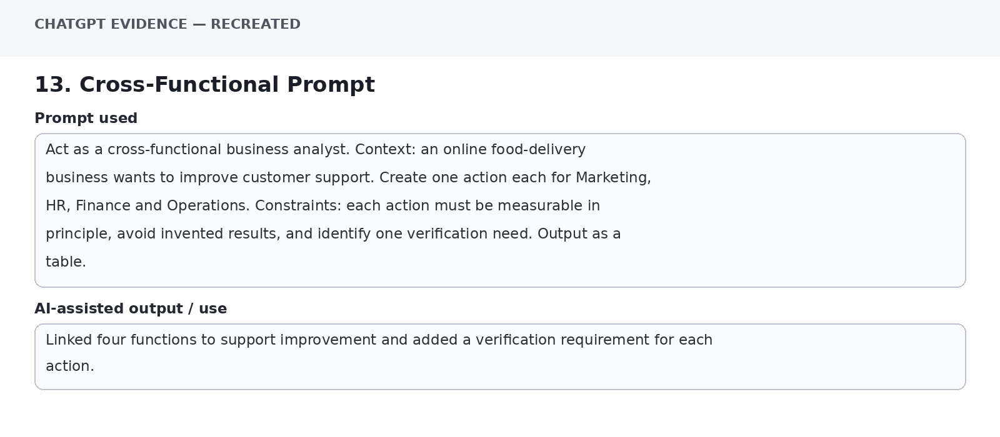 CHATGPT EVIDENCE — RECREATED
13. Cross-Functional Prompt
Prompt used
Act as a cross-functional business analyst. Context: an online food-delivery
business wants to improve customer support. Create one action each for Marketing,
HR, Finance and Operations. Constraints: each action must be measurable in
principle, avoid invented results, and identify one verification need. Output as a
table.
AI-assisted output / use
Linked four functions to support improvement and added a verification requirement for each
action.